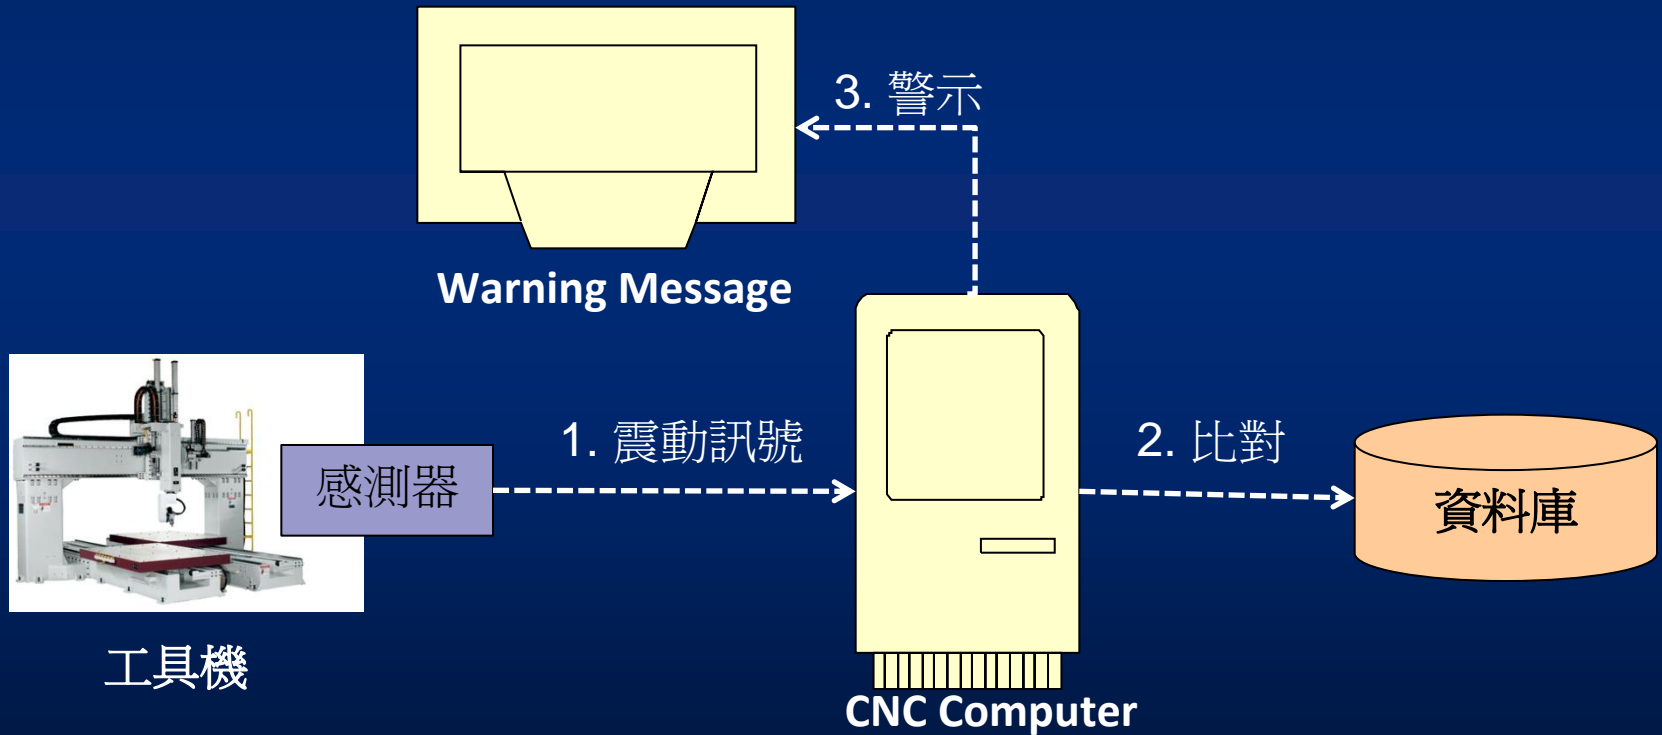 3. 警示
Warning Message
1. 震動訊號
2. 比對
感測器
資料庫
工具機
CNC Computer